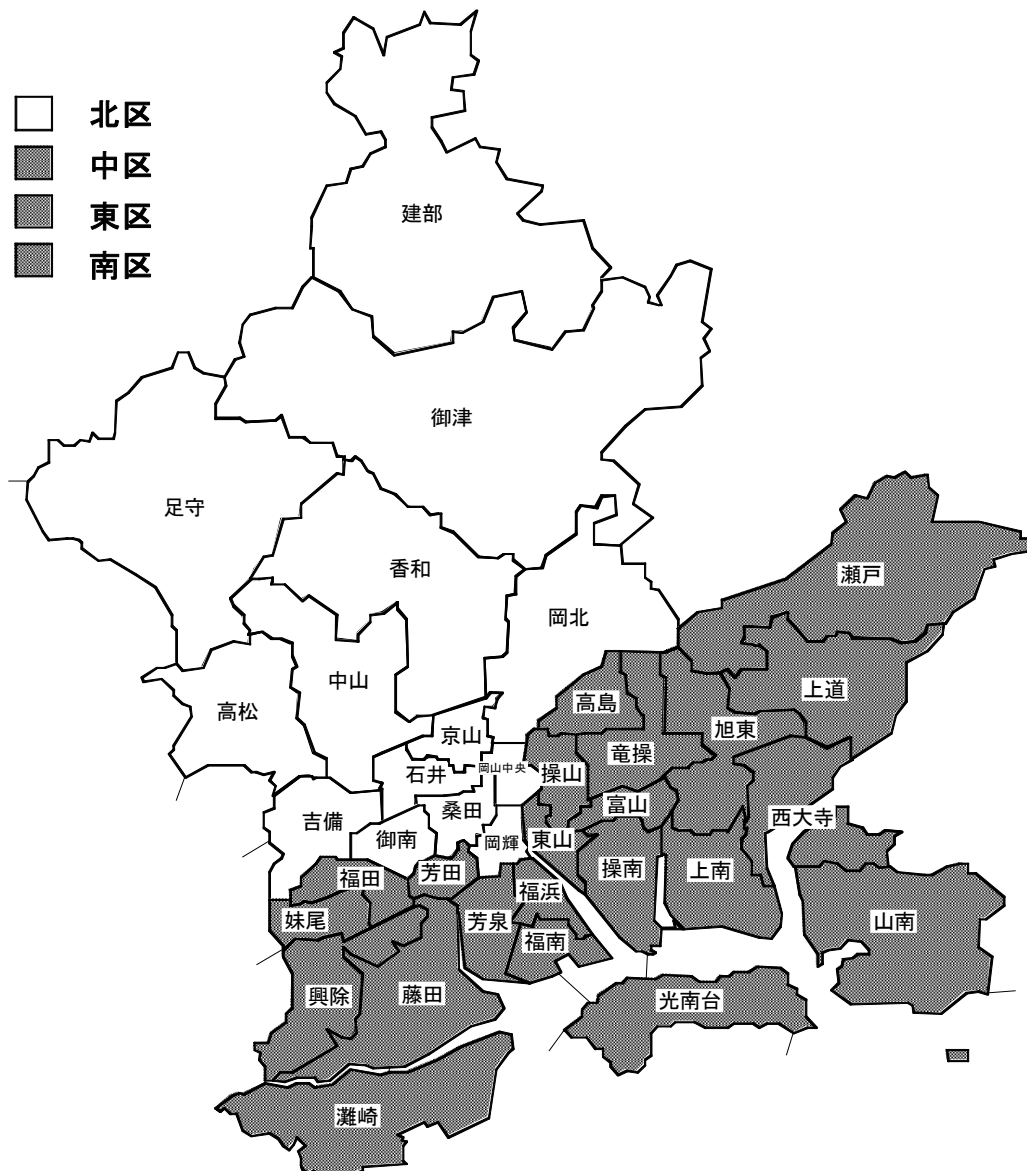 北区
中区
東区
南区
建部
御津
足守
香和
瀬戸
岡北
中山
上道
高松
高島
旭東
京山
竜操
岡山中央
石井
操山
富山
桑田
西大寺
吉備
御南
岡輝
東山
操南
上南
芳田
福田
福浜
妹尾
芳泉
山南
福南
興除
藤田
光南台
灘崎